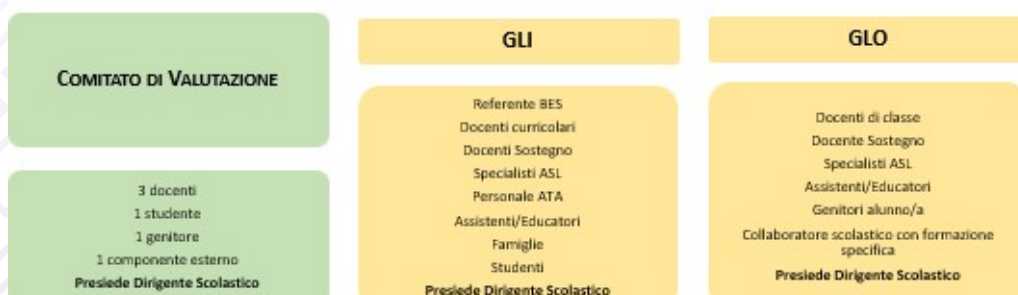 COMITATO DI VALUTAZIONE
3 docenti
1 studente
1 genitore
1 componente esterno
Presiede Dirigente Scolastico
GLI
Referente BES
Docenti curricolari
Docenti Sostegno
Specialisti ASL
Personale ATA
Assistenti/Educatori
Famiglie
Studenti
Presiede Dirigente Scolastico
GLO
Docenti di classe
Docente Sostegno
Specialisti ASL
Assistenti/Educatori
Genitori alunno/a
Collaboratore scolastico con formazione
specifica
Presiede Dirigente Scolastico